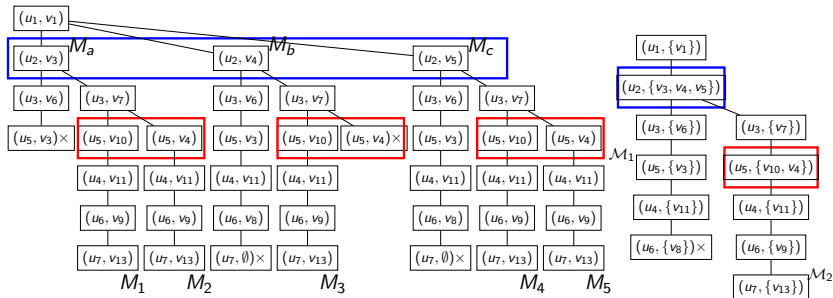 (u₁, v₁)
M_a M_b M_c
(u₂, v₃) (u₂, v₄) (u₂, v₅)
(u₃, v₆) (u₃, v₇) (u₃, v₆) (u₃, v₇) (u₃, v₆) (u₃, v₇)
(u₅, v₃)× (u₅, v₁₀) (u₅, v₄) (u₅, v₃) (u₅, v₁₀) (u₅, v₄)× (u₅, v₃) (u₅, v₁₀) (u₅, v₄)
(u₄, v₁₁) (u₄, v₁₁) (u₄, v₁₁) (u₄, v₁₁) (u₄, v₁₁) (u₄, v₁₁) (u₄, v₁₁)
(u₆, v₉) (u₆, v₉) (u₆, v₈) (u₆, v₉) (u₆, v₈) (u₆, v₉) (u₆, v₉)
(u₇, v₁₃) (u₇, v₁₃) (u₇, ∅)× (u₇, v₁₃) (u₇, ∅)× (u₇, v₁₃) (u₇, v₁₃)
M₁ M₂ M₃ M₄ M₅
(u₁, {v₁})
(u₂, {v₃, v₄, v₅})
(u₃, {v₆}) (u₃, {v₇})
ℳ₁ (u₅, {v₃}) (u₅, {v₁₀, v₄})
(u₄, {v₁₁}) (u₄, {v₁₁})
(u₆, {v₈})× (u₆, {v₉})
(u₇, {v₁₃}) ℳ₂